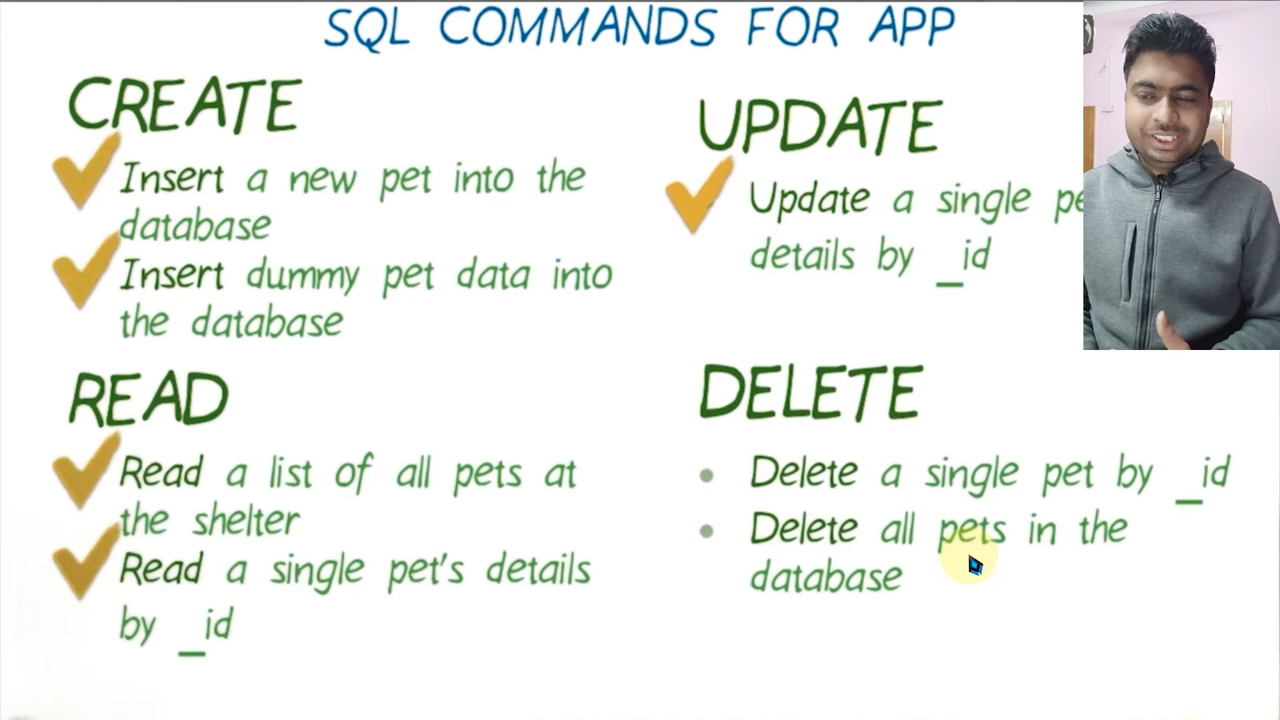 SQL COMMANDS FOR APP
CREATE
Insert a new pet into the
database
Insert dummy pet data into
the database
READ
Read a list of all pets at
the shelter
Read a single pet's details
by _id
UPDATE
Update a single
details by _id
DELETE
Delete a single pet by _id
Delete all pets in the
database